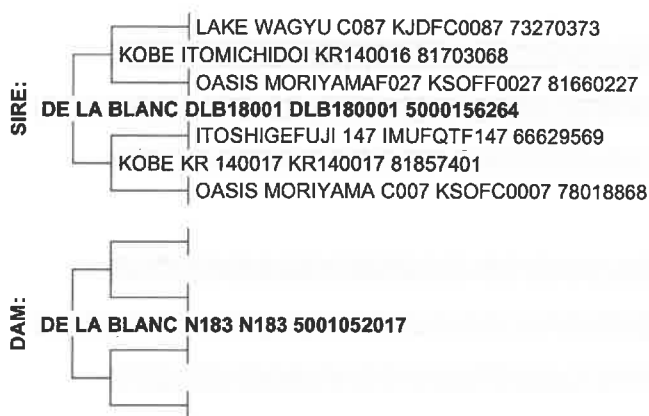 SIRE:
LAKE WAGYU C087 KJDFC0087 73270373
KOBE ITOMICHIDOI KR140016 81703068
OASIS MORIYAMAF027 KSOFF0027 81660227
DE LA BLANC DLB18001 DLB180001 5000156264
ITOSHIGEFUJI 147 IMUFQTF147 66629569
KOBE KR 140017 KR140017 81857401
OASIS MORIYAMA C007 KSOFC0007 78018868
DAM:
DE LA BLANC N183 N183 5001052017